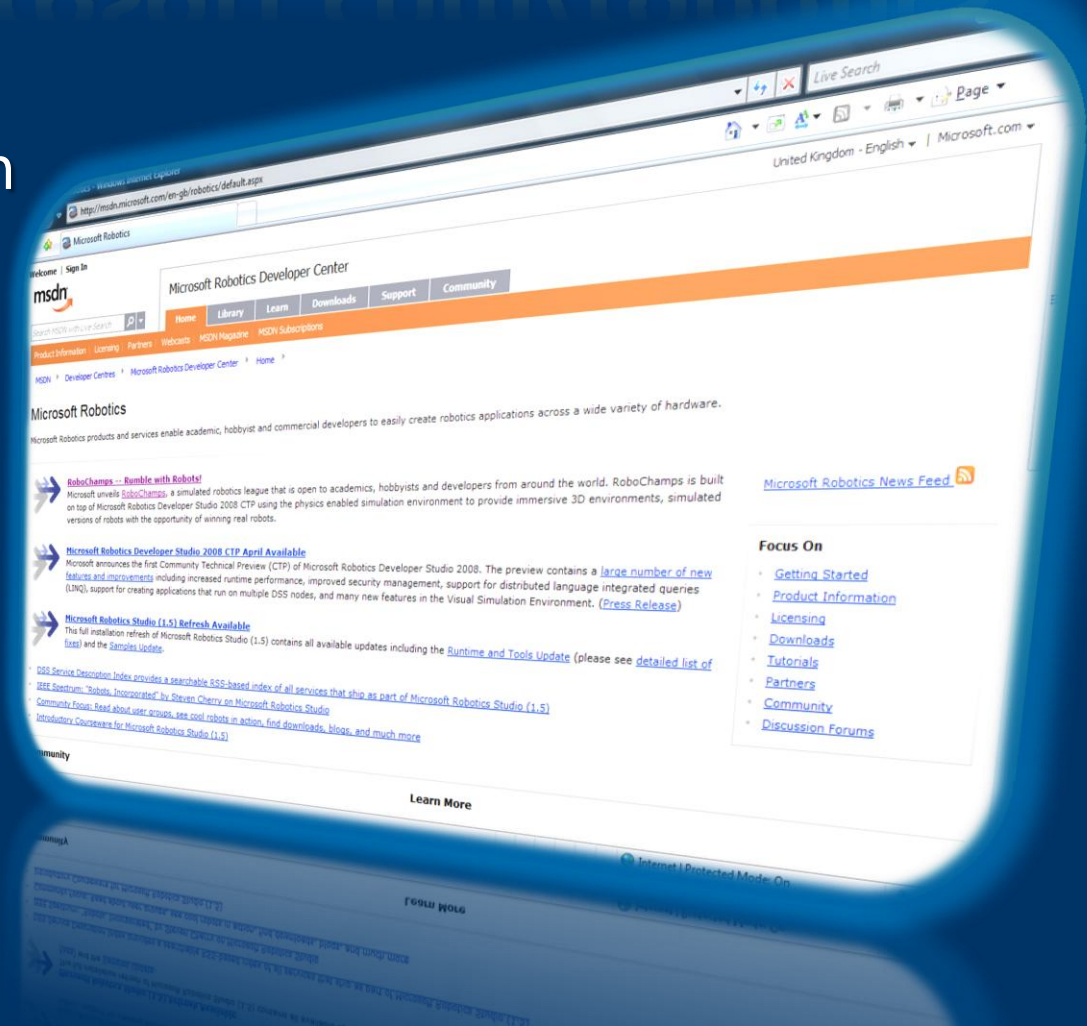 Live Search
Page
United Kingdom - English | Microsoft.com
Windows Internet Explorer
http://msdn.microsoft.com/en-gb/robotics/default.aspx
Microsoft Robotics
Welcome | Sign In
msdn
Microsoft Robotics Developer Center
Search MSDN with Live Search
Home Library Learn Downloads Support Community
Product Information Licensing Partners Webcasts MSDN Magazine MSDN Subscriptions
MSDN Developer Centres Microsoft Robotics Developer Center Home
Microsoft Robotics
Microsoft Robotics products and services enable academic, hobbyist and commercial developers to easily create robotics applications across a wide variety of hardware.
RoboChamps -- Rumble with Robots!
Microsoft unveils RoboChamps, a simulated robotics league that is open to academics, hobbyists and developers from around the world. RoboChamps is built
on top of Microsoft Robotics Developer Studio 2008 CTP using the physics enabled simulation environment to provide immersive 3D environments, simulated
versions of robots with the opportunity of winning real robots.
Microsoft Robotics Developer Studio 2008 CTP April Available
Microsoft announces the first Community Technical Preview (CTP) of Microsoft Robotics Developer Studio 2008. The preview contains a large number of new
features and improvements including increased runtime performance, improved security management, support for distributed language integrated queries
(LINQ), support for creating applications that run on multiple DSS nodes, and many new features in the Visual Simulation Environment. (Press Release)
Microsoft Robotics Studio (1.5) Refresh Available
This full installation refresh of Microsoft Robotics Studio (1.5) contains all available updates including the Runtime and Tools Update (please see detailed list of
fixes) and the Samples Update.
DSS Service Description Index provides a searchable RSS-based index of all services that ship as part of Microsoft Robotics Studio (1.5)
IEEE Spectrum: "Robots, Incorporated" by Steven Cherry on Microsoft Robotics Studio
Community Focus: Read about user groups, see cool robots in action, find downloads, blogs, and much more
Introductory Courseware for Microsoft Robotics Studio (1.5)
Microsoft Robotics News Feed
Focus On
Getting Started
Product Information
Licensing
Downloads
Tutorials
Partners
Community
Discussion Forums
Learn More
Internet | Protected Mode: On